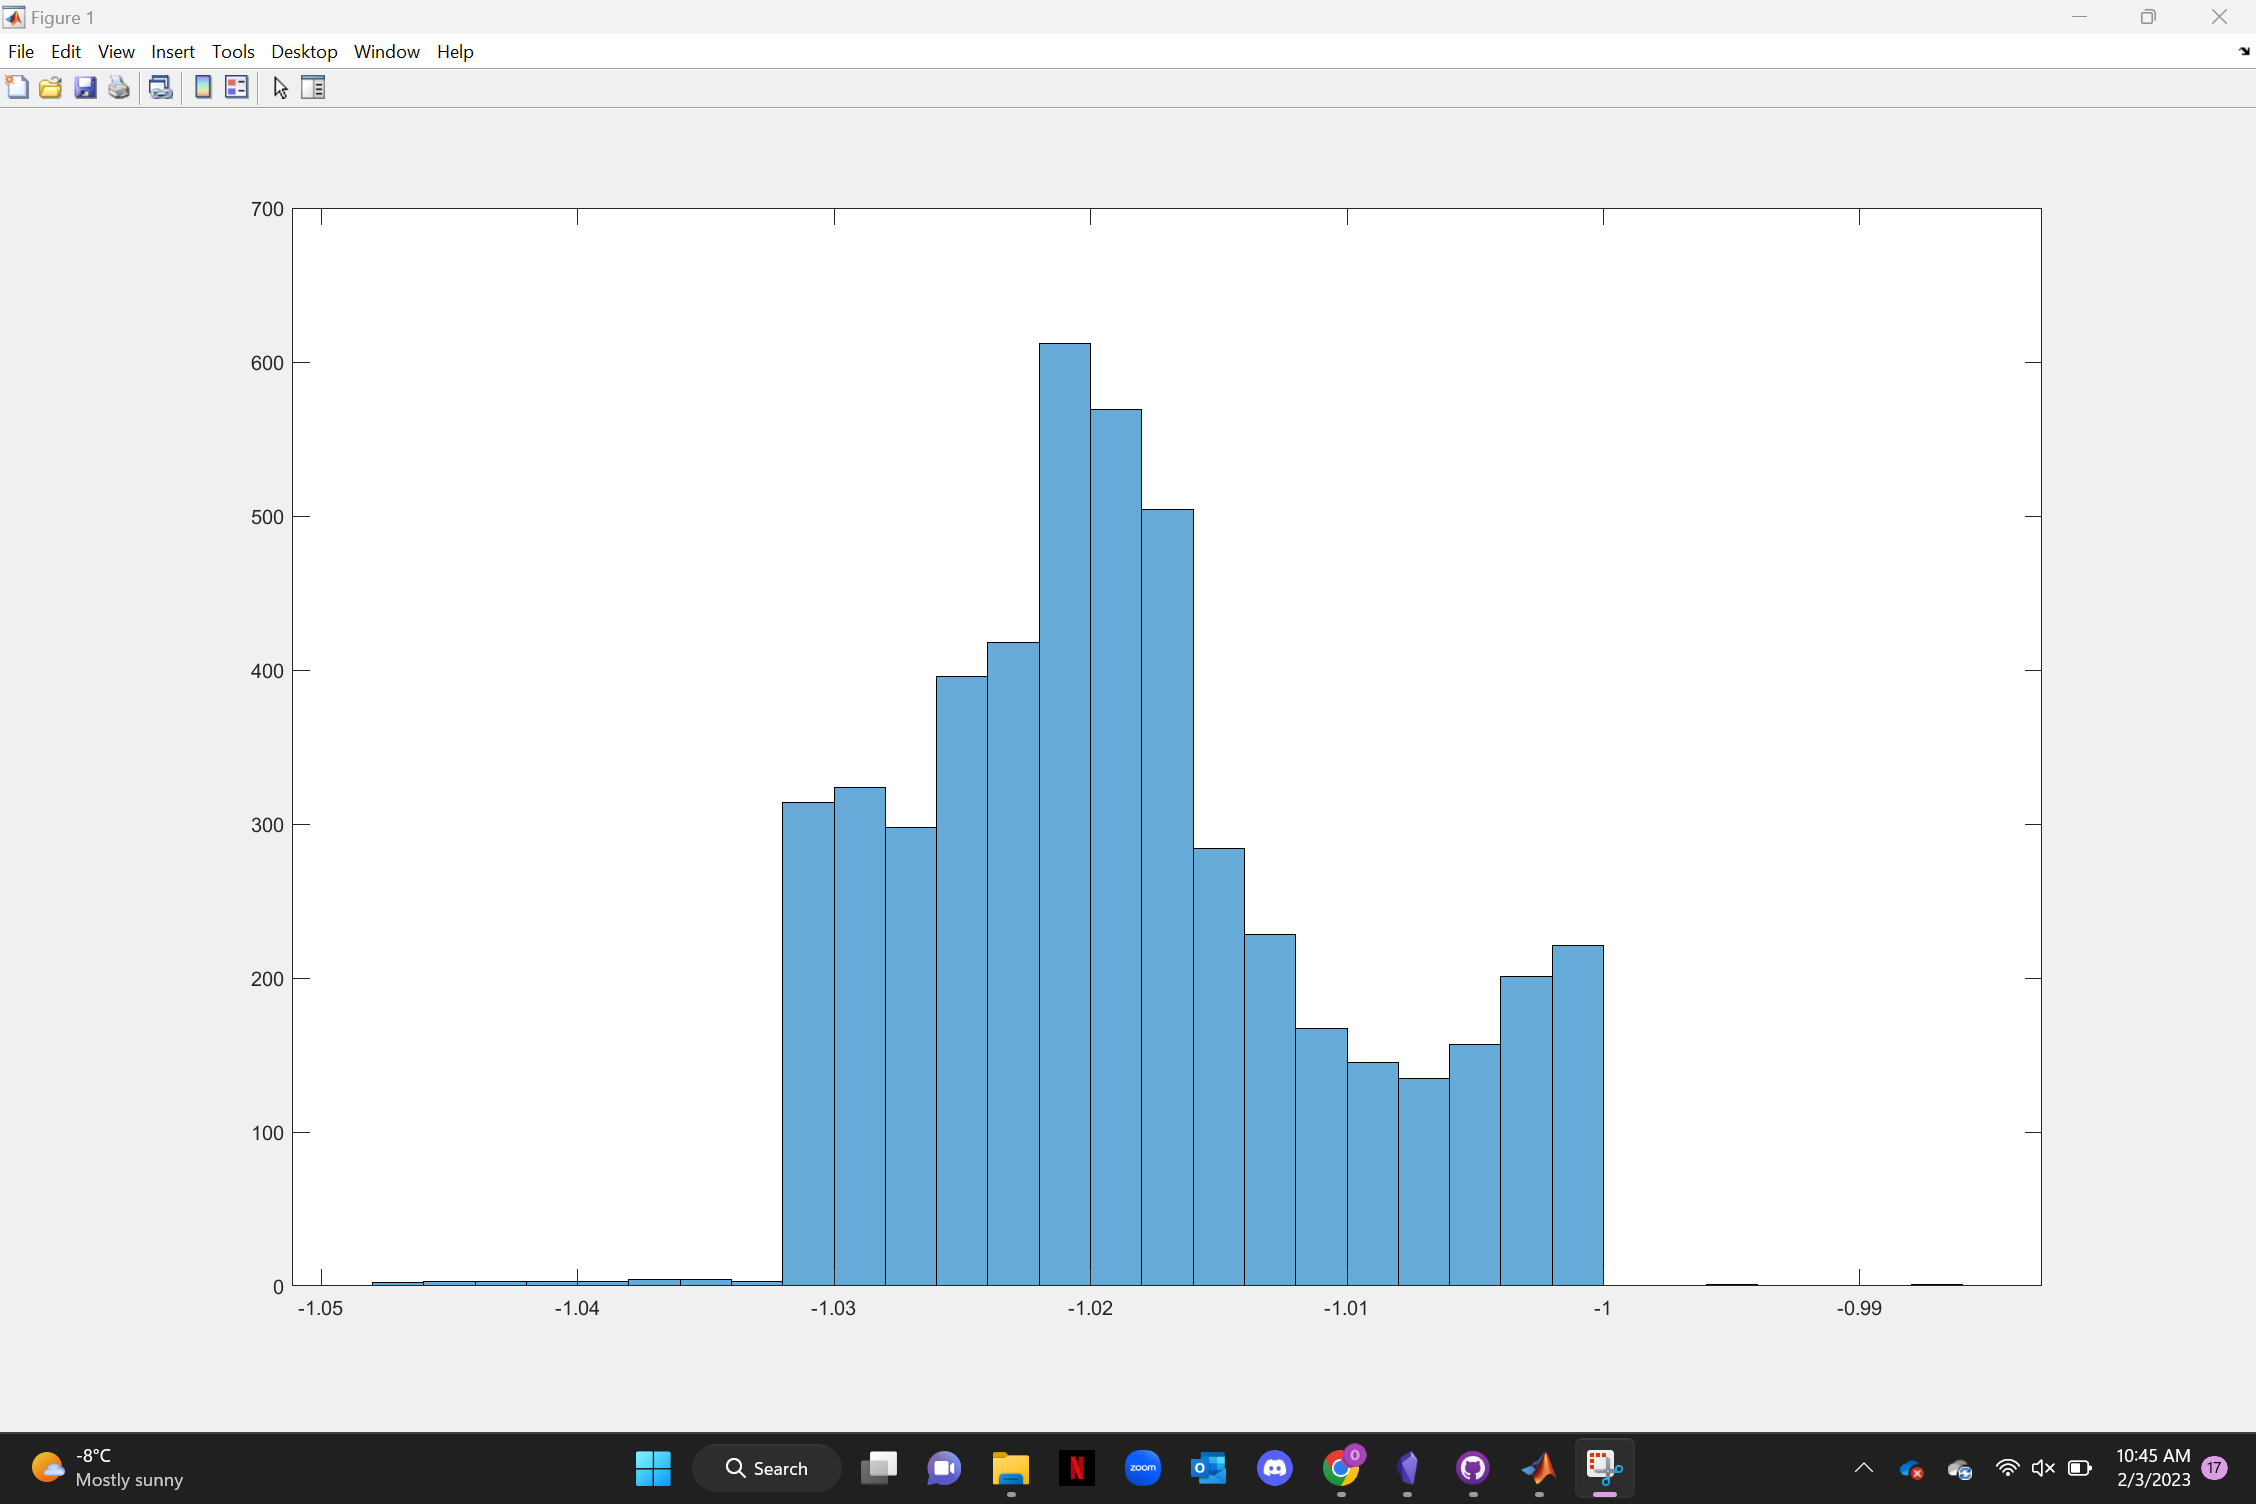 Figure 1
File Edit View Insert Tools Desktop Window Help
700
600
500
400
300
200
100
0
-1.05 -1.04 -1.03 -1.02 -1.01 -1 -0.99
-8°C
Mostly sunny
Search
N
zoom
0
10:45 AM
2/3/2023
17